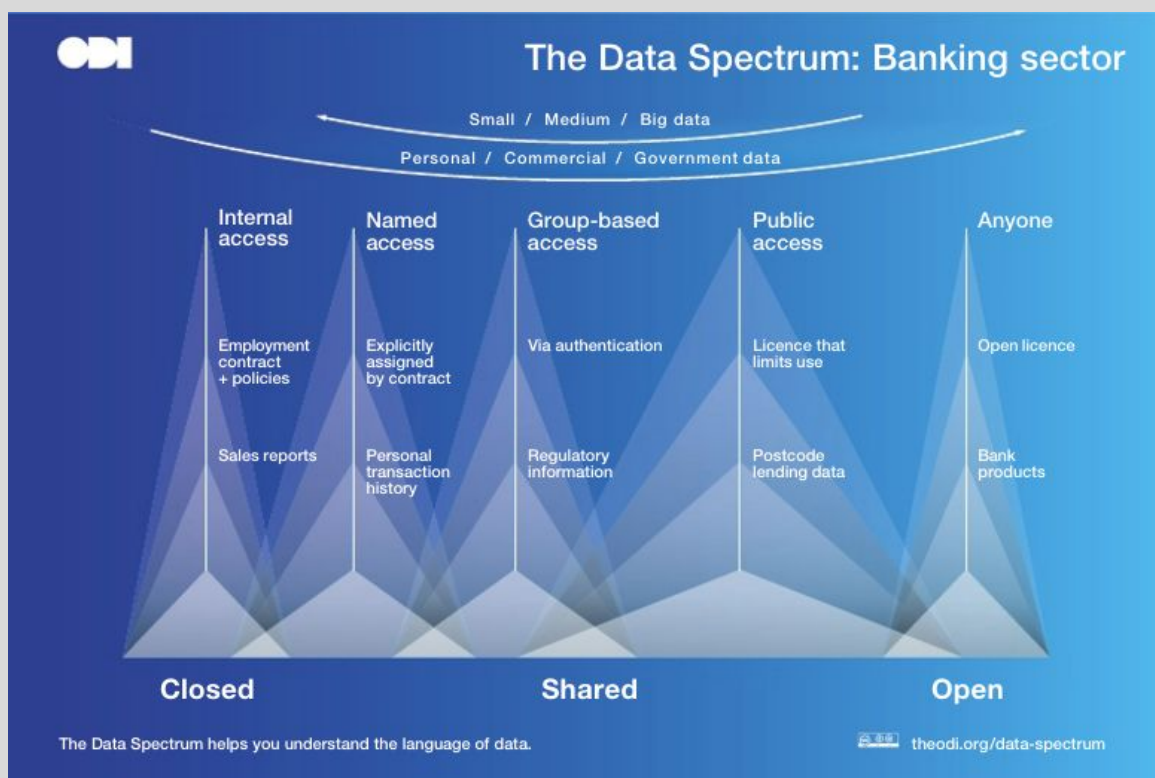 ODI
The Data Spectrum: Banking sector
Small / Medium / Big data
Personal / Commercial / Government data
Internal
access
Named
access
Group-based
access
Public
access
Anyone
Employment
contract
+ policies
Explicitly
assigned
by contract
Via authentication
Licence that
limits use
Open licence
Sales reports
Personal
transaction
history
Regulatory
information
Postcode
lending data
Bank
products
Closed
Shared
Open
The Data Spectrum helps you understand the language of data.
theodi.org/data-spectrum